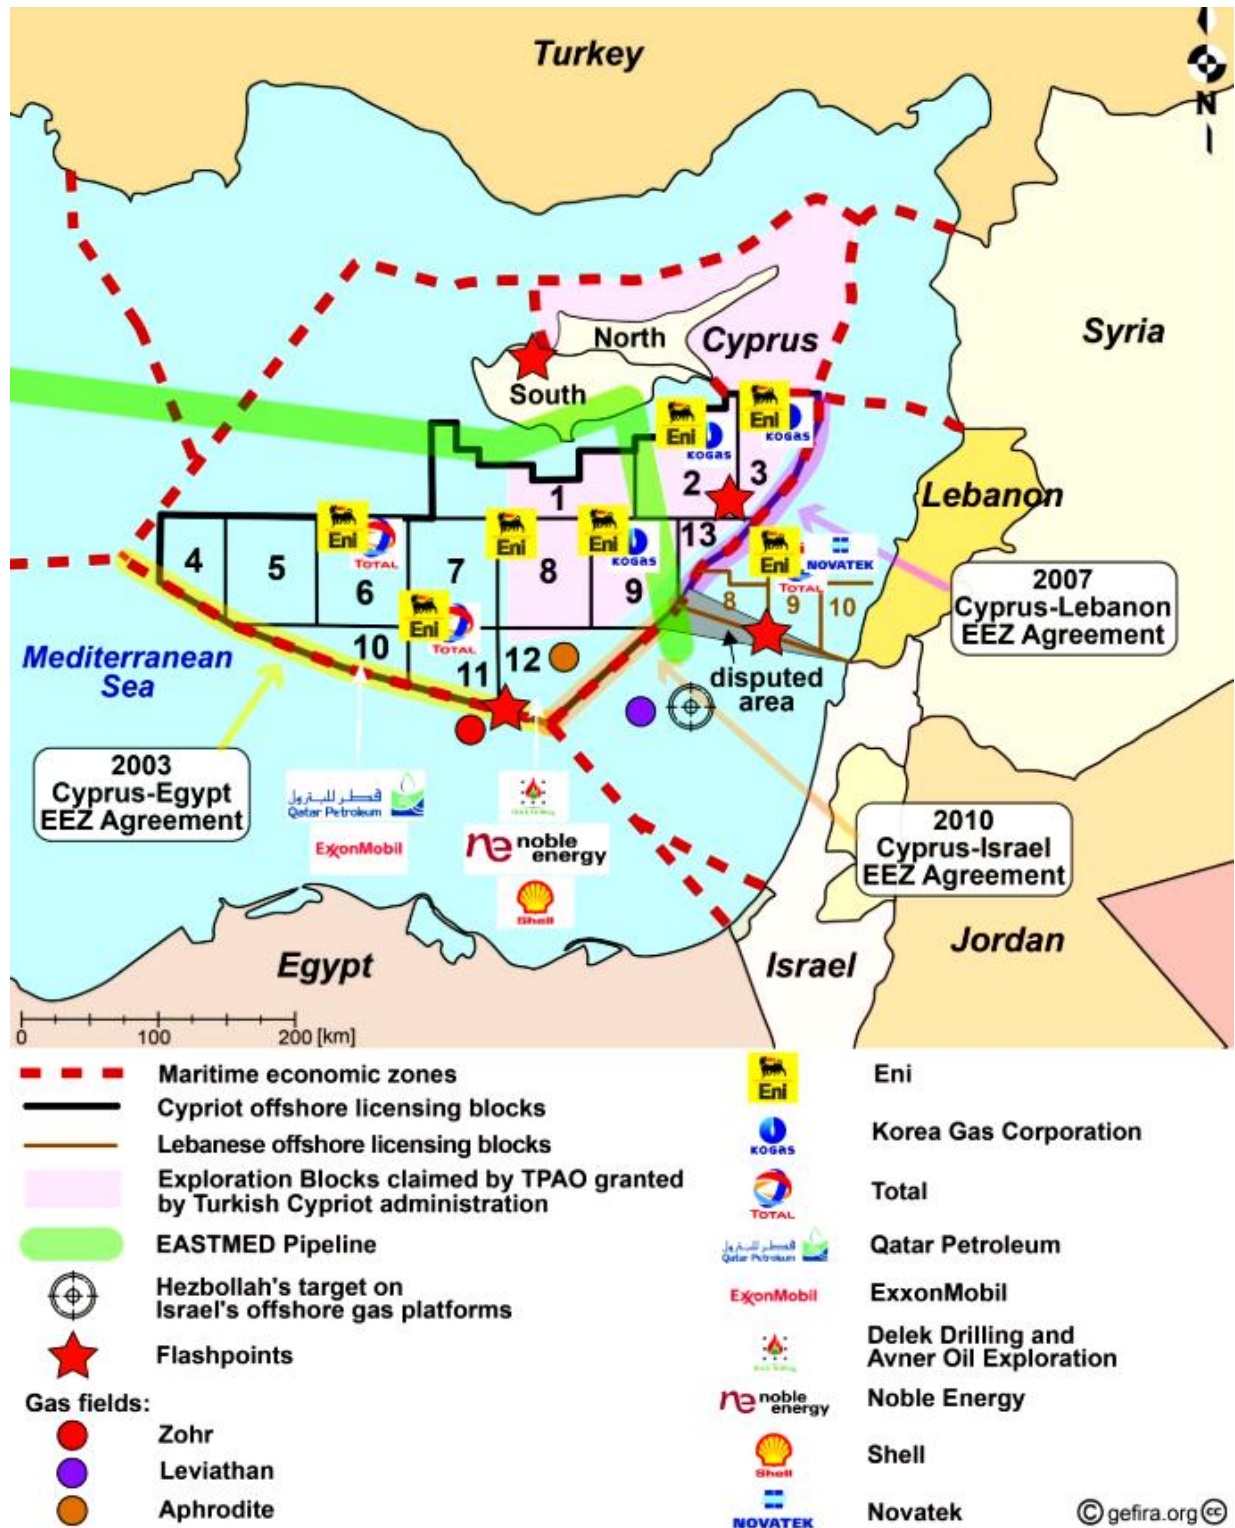 Turkey
N
Syria
North
Cyprus
South
Eni
KOGAS
Eni
KOGAS
1
2
3
Lebanon
Eni
TOTAL
Eni
Eni
KOGAS
13
Eni
TOTAL
NOVATEK
4
5
6
7
8
9
8
9
10
2007
Cyprus-Lebanon
EEZ Agreement
Eni
TOTAL
10
11
12
Mediterranean
Sea
disputed
area
2003
Cyprus-Egypt
EEZ Agreement
قطر للبترول
Qatar Petroleum
ExxonMobil
ne noble
energy
Shell
2010
Cyprus-Israel
EEZ Agreement
Egypt
Israel
Jordan
0 100 200 [km]
Maritime economic zones
Cypriot offshore licensing blocks
Lebanese offshore licensing blocks
Exploration Blocks claimed by TPAO granted
by Turkish Cypriot administration
EASTMED Pipeline
Hezbollah's target on
Israel's offshore gas platforms
Flashpoints
Gas fields:
Zohr
Leviathan
Aphrodite
Eni
Eni
KOGAS
Korea Gas Corporation
TOTAL
Total
قطر للبترول
Qatar Petroleum
Qatar Petroleum
ExxonMobil
ExxonMobil
Delek Drilling and
Avner Oil Exploration
ne noble
energy
Noble Energy
Shell
Shell
NOVATEK
Novatek
© gefira.org cc